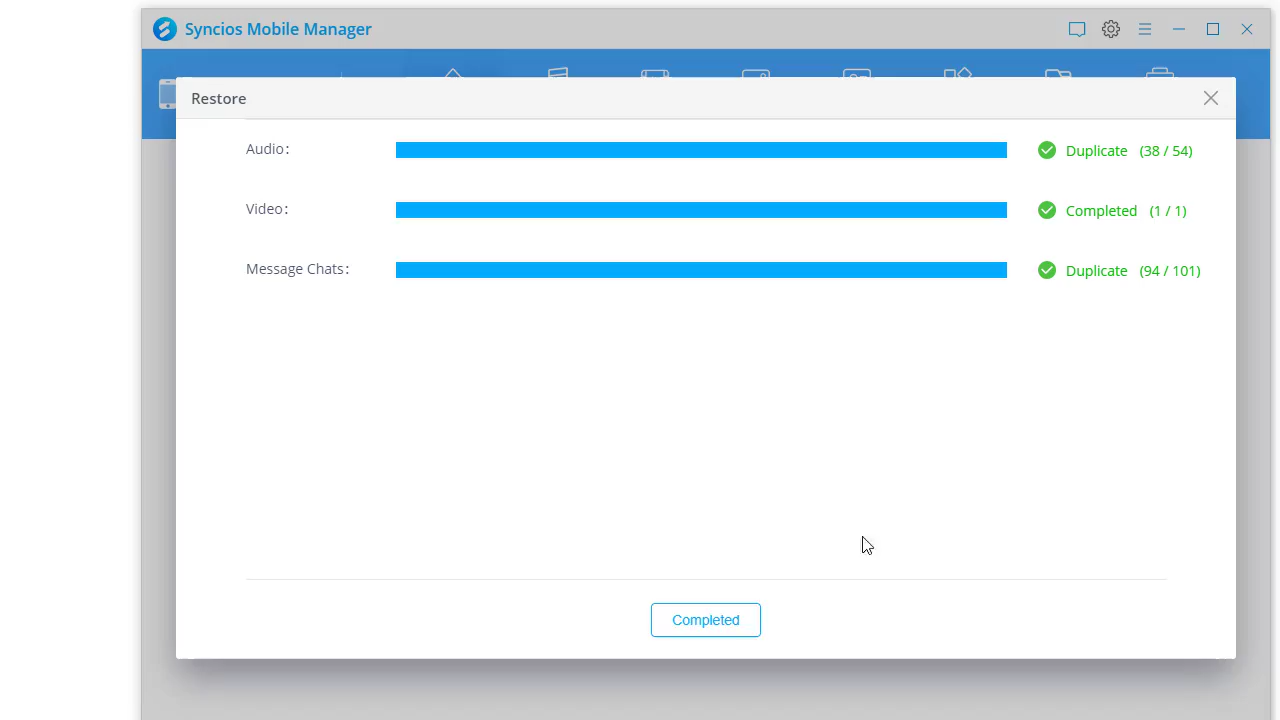 Syncios Mobile Manager
Restore
Audio: Duplicate (38 / 54)
Video: Completed (1 / 1)
Message Chats: Duplicate (94 / 101)
Completed